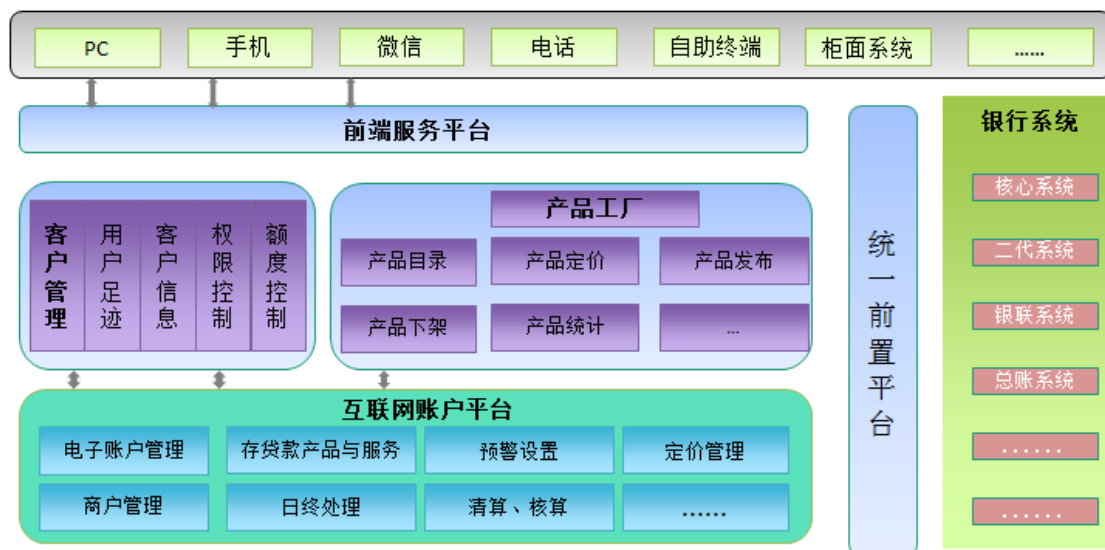 PC
手机
微信
电话
自助终端
柜面系统
......
前端服务平台
客户管理
用户足迹
客户信息
权限控制
额度控制
产品工厂
产品目录
产品定价
产品发布
产品下架
产品统计
...
互联网账户平台
电子账户管理
存贷款产品与服务
预警设置
定价管理
商户管理
日终处理
清算、核算
......
统一前置平台
银行系统
核心系统
二代系统
银联系统
总账系统
......
......